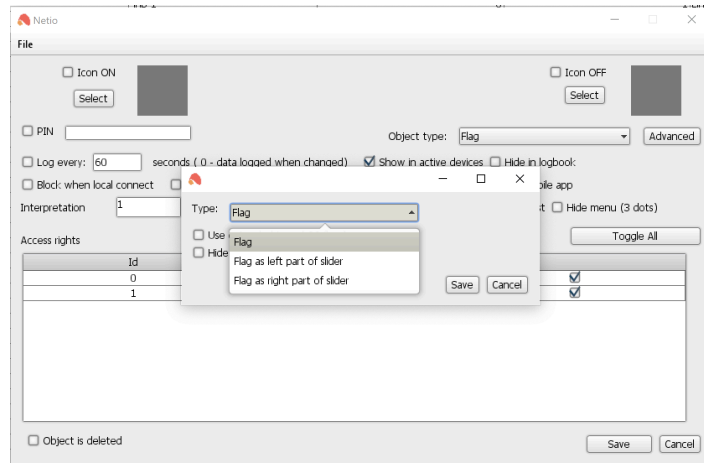 Netio
File
Icon ON
Icon OFF
Select
Select
PIN
Object type: Flag
Advanced
Log every: 60 seconds ( 0 - data logged when changed)
Show in active devices
Hide in logbook
Block when local connect
app
Interpretation 1
Hide menu (3 dots)
Type: Flag
Use
Hide
Flag
Flag as left part of slider
Flag as right part of slider
Save
Cancel
Access rights
Toggle All
Id
0
1
Object is deleted
Save
Cancel